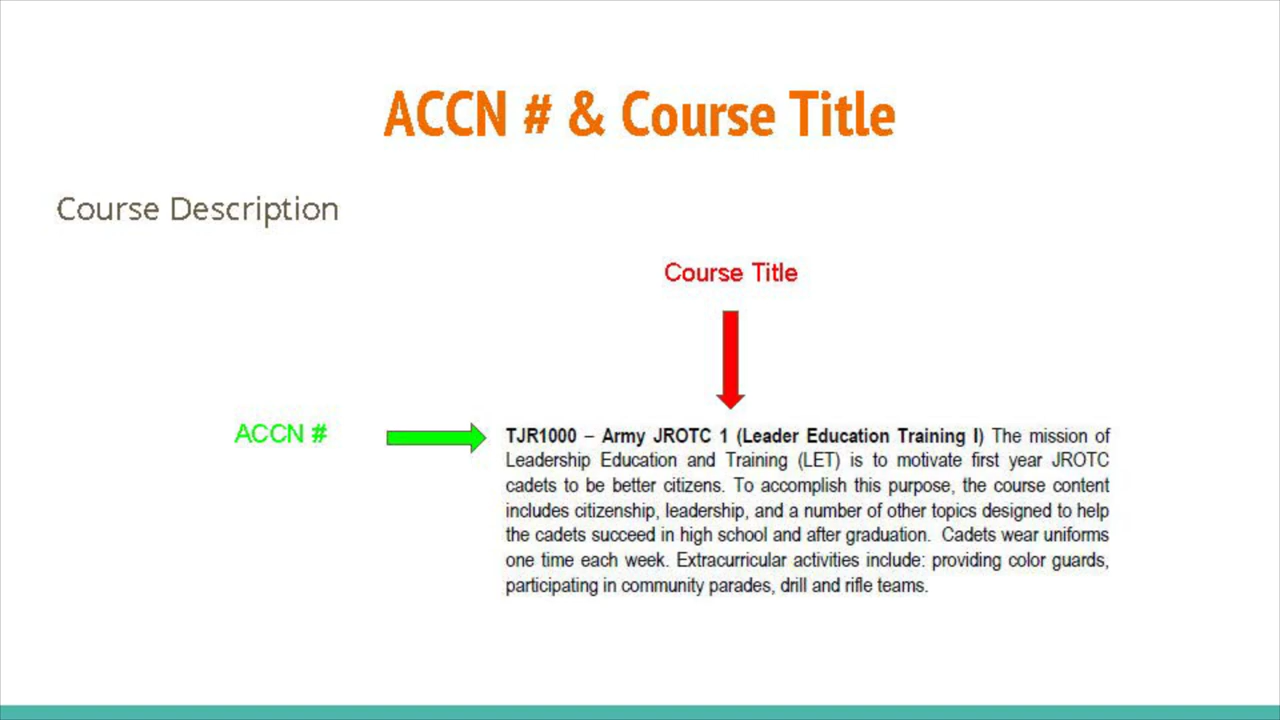 ACCN # & Course Title
Course Description
Course Title
ACCN #
TJR1000 – Army JROTC 1 (Leader Education Training I) The mission of
Leadership Education and Training (LET) is to motivate first year JROTC
cadets to be better citizens. To accomplish this purpose, the course content
includes citizenship, leadership, and a number of other topics designed to help
the cadets succeed in high school and after graduation. Cadets wear uniforms
one time each week. Extracurricular activities include: providing color guards,
participating in community parades, drill and rifle teams.